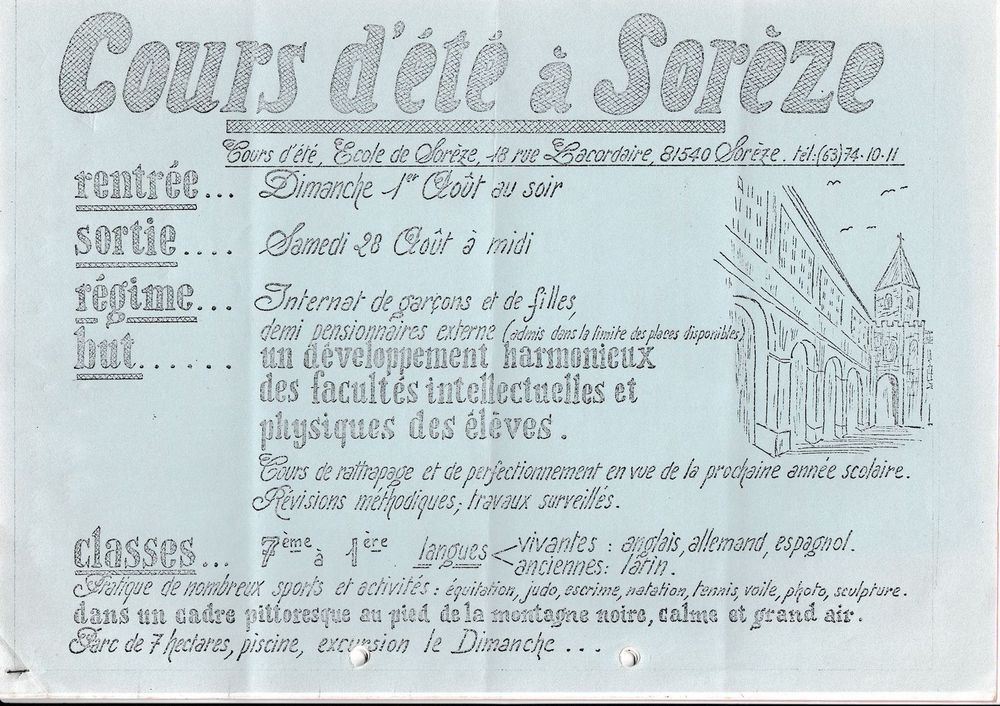 Cours d'été à Sorèze
Cours d'été, Ecole de Sorèze, 18 rue Lacordaire, 81540 Sorèze. tél:(63)74.10.11
rentrée... Dimanche 1er Août au soir
sortie.... Samedi 28 Août à midi
régime... Internat de garçons et de filles,
demi pensionnaires externe (admis dans la limite des places disponibles)
but...... un développement harmonieux
des facultés intellectuelles et
physiques des élèves.
Cours de rattrapage et de perfectionnement en vue de la prochaine année scolaire.
Révisions méthodiques; travaux surveillés.
classes... 7ème à 1ère langues vivantes : anglais, allemand, espagnol.
anciennes: latin.
Pratique de nombreux sports et activités : équitation, judo, escrime, natation, tennis, voile, photo, sculpture.
dans un cadre pittoresque au pied de la montagne noire, calme et grand air.
Parc de 7 hectares, piscine, excursion le Dimanche ...